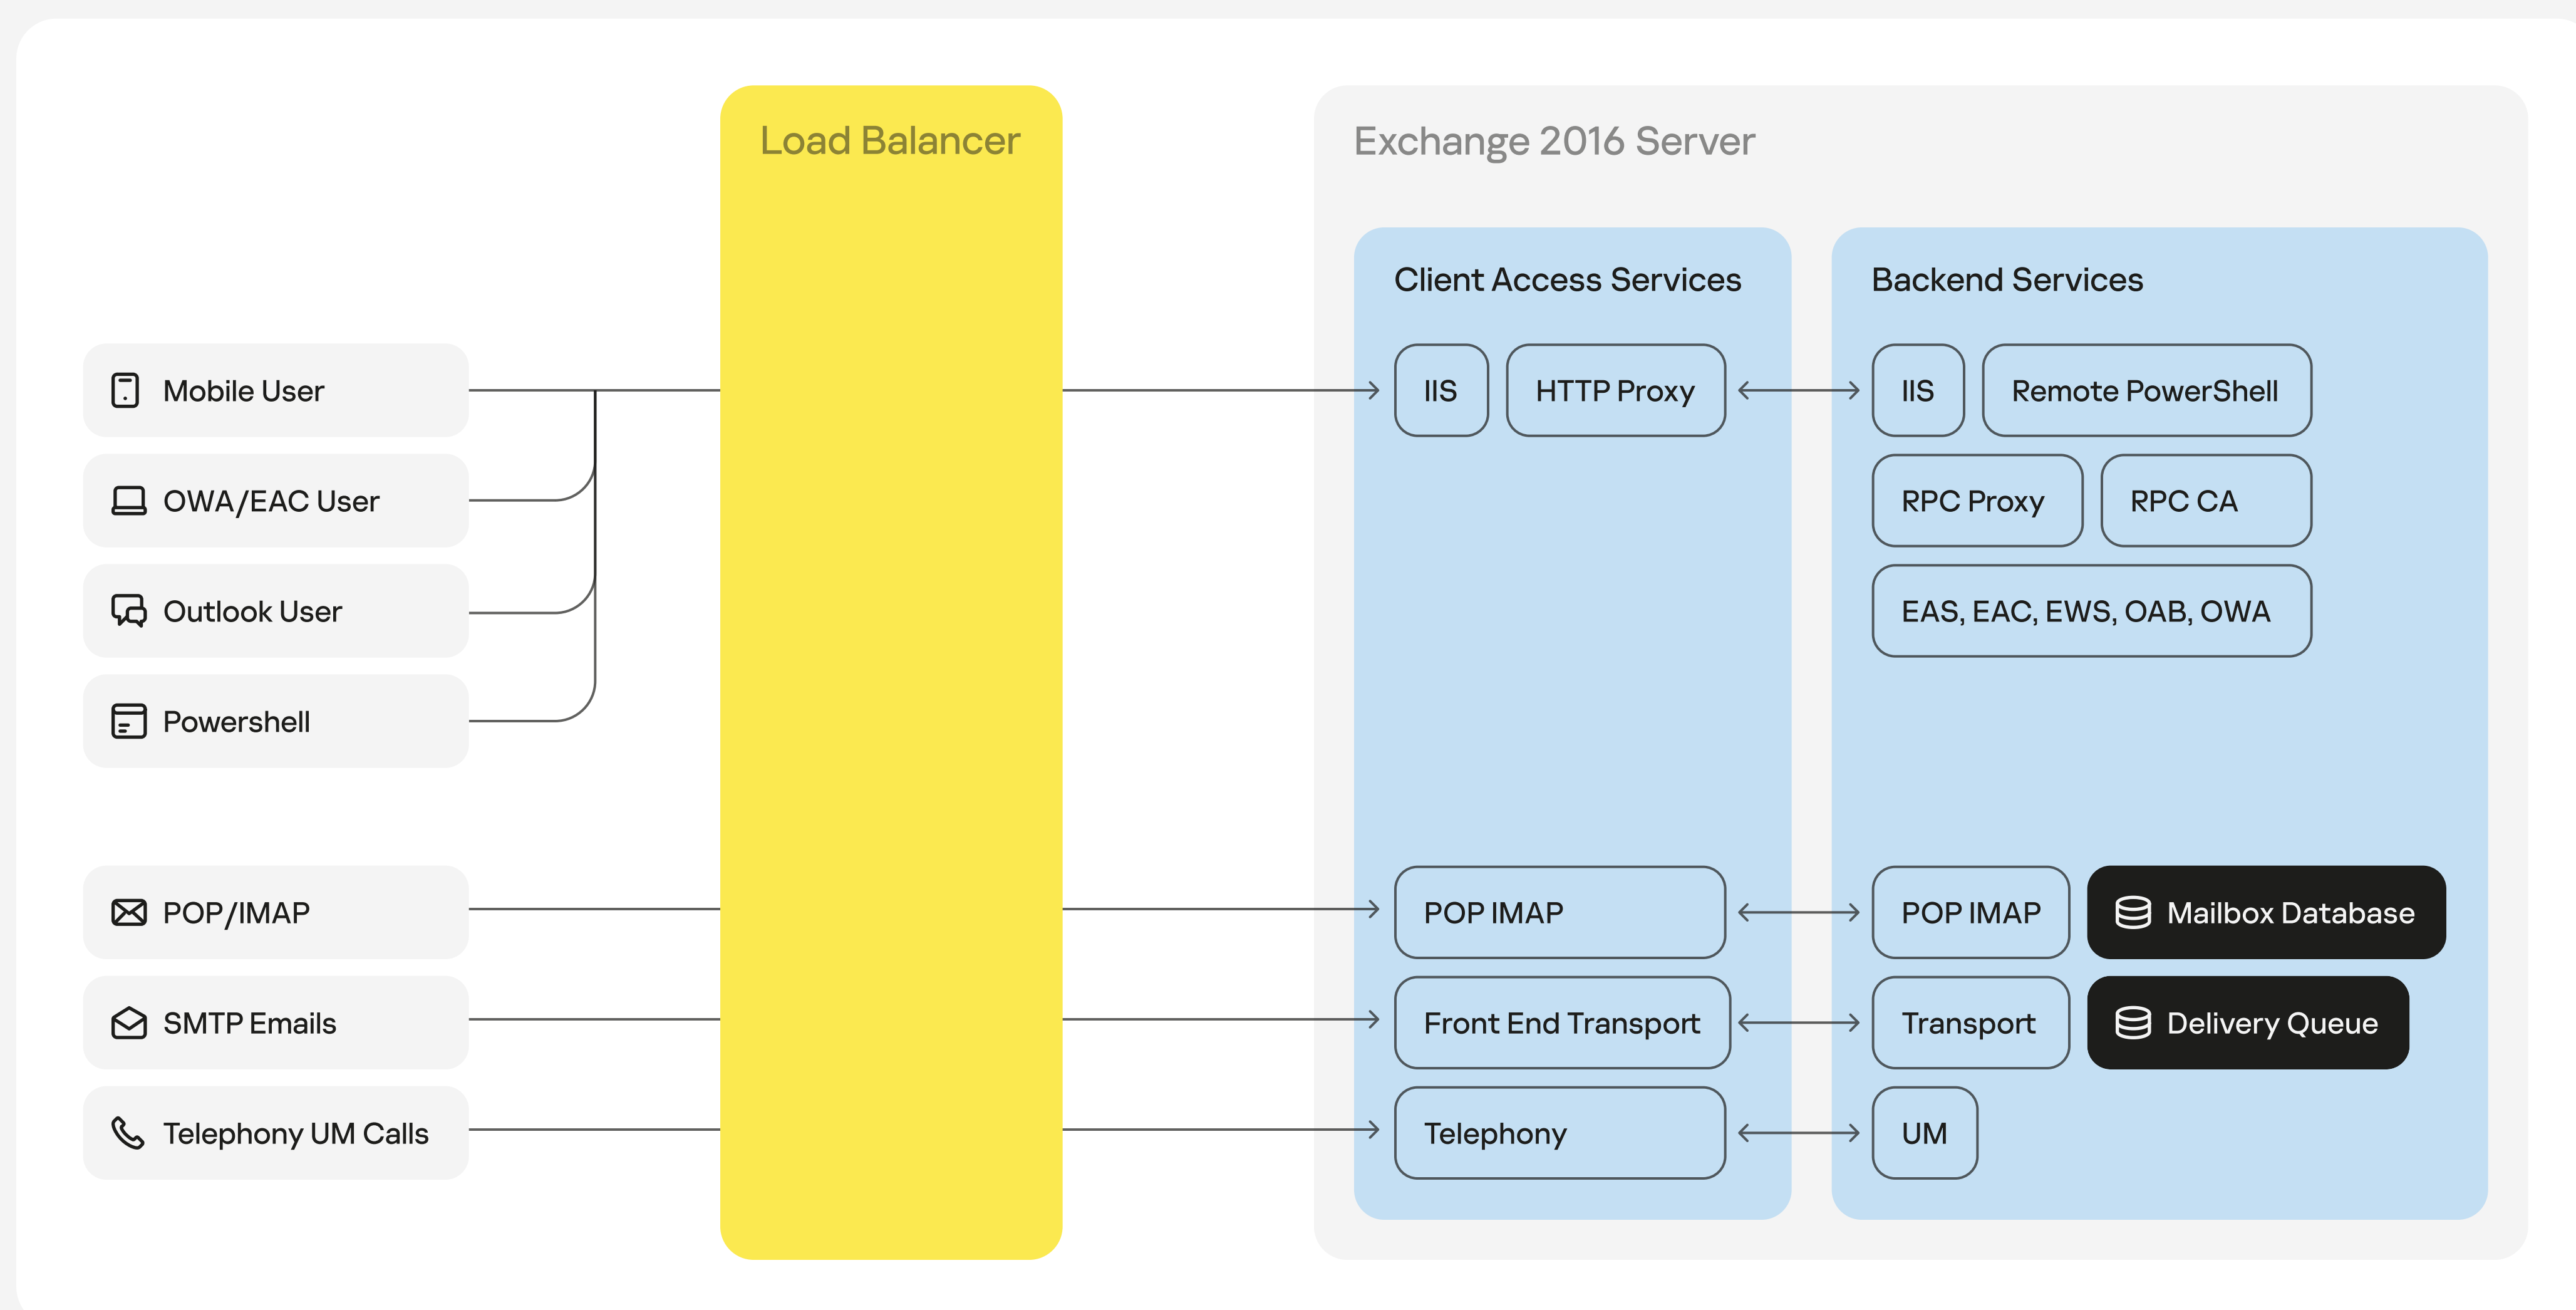 Load Balancer
Exchange 2016 Server
Client Access Services
Backend Services
Mobile User
IIS
HTTP Proxy
IIS
Remote PowerShell
OWA/EAC User
RPC Proxy
RPC CA
Outlook User
EAS, EAC, EWS, OAB, OWA
Powershell
POP/IMAP
POP IMAP
POP IMAP
Mailbox Database
SMTP Emails
Front End Transport
Transport
Delivery Queue
Telephony UM Calls
Telephony
UM